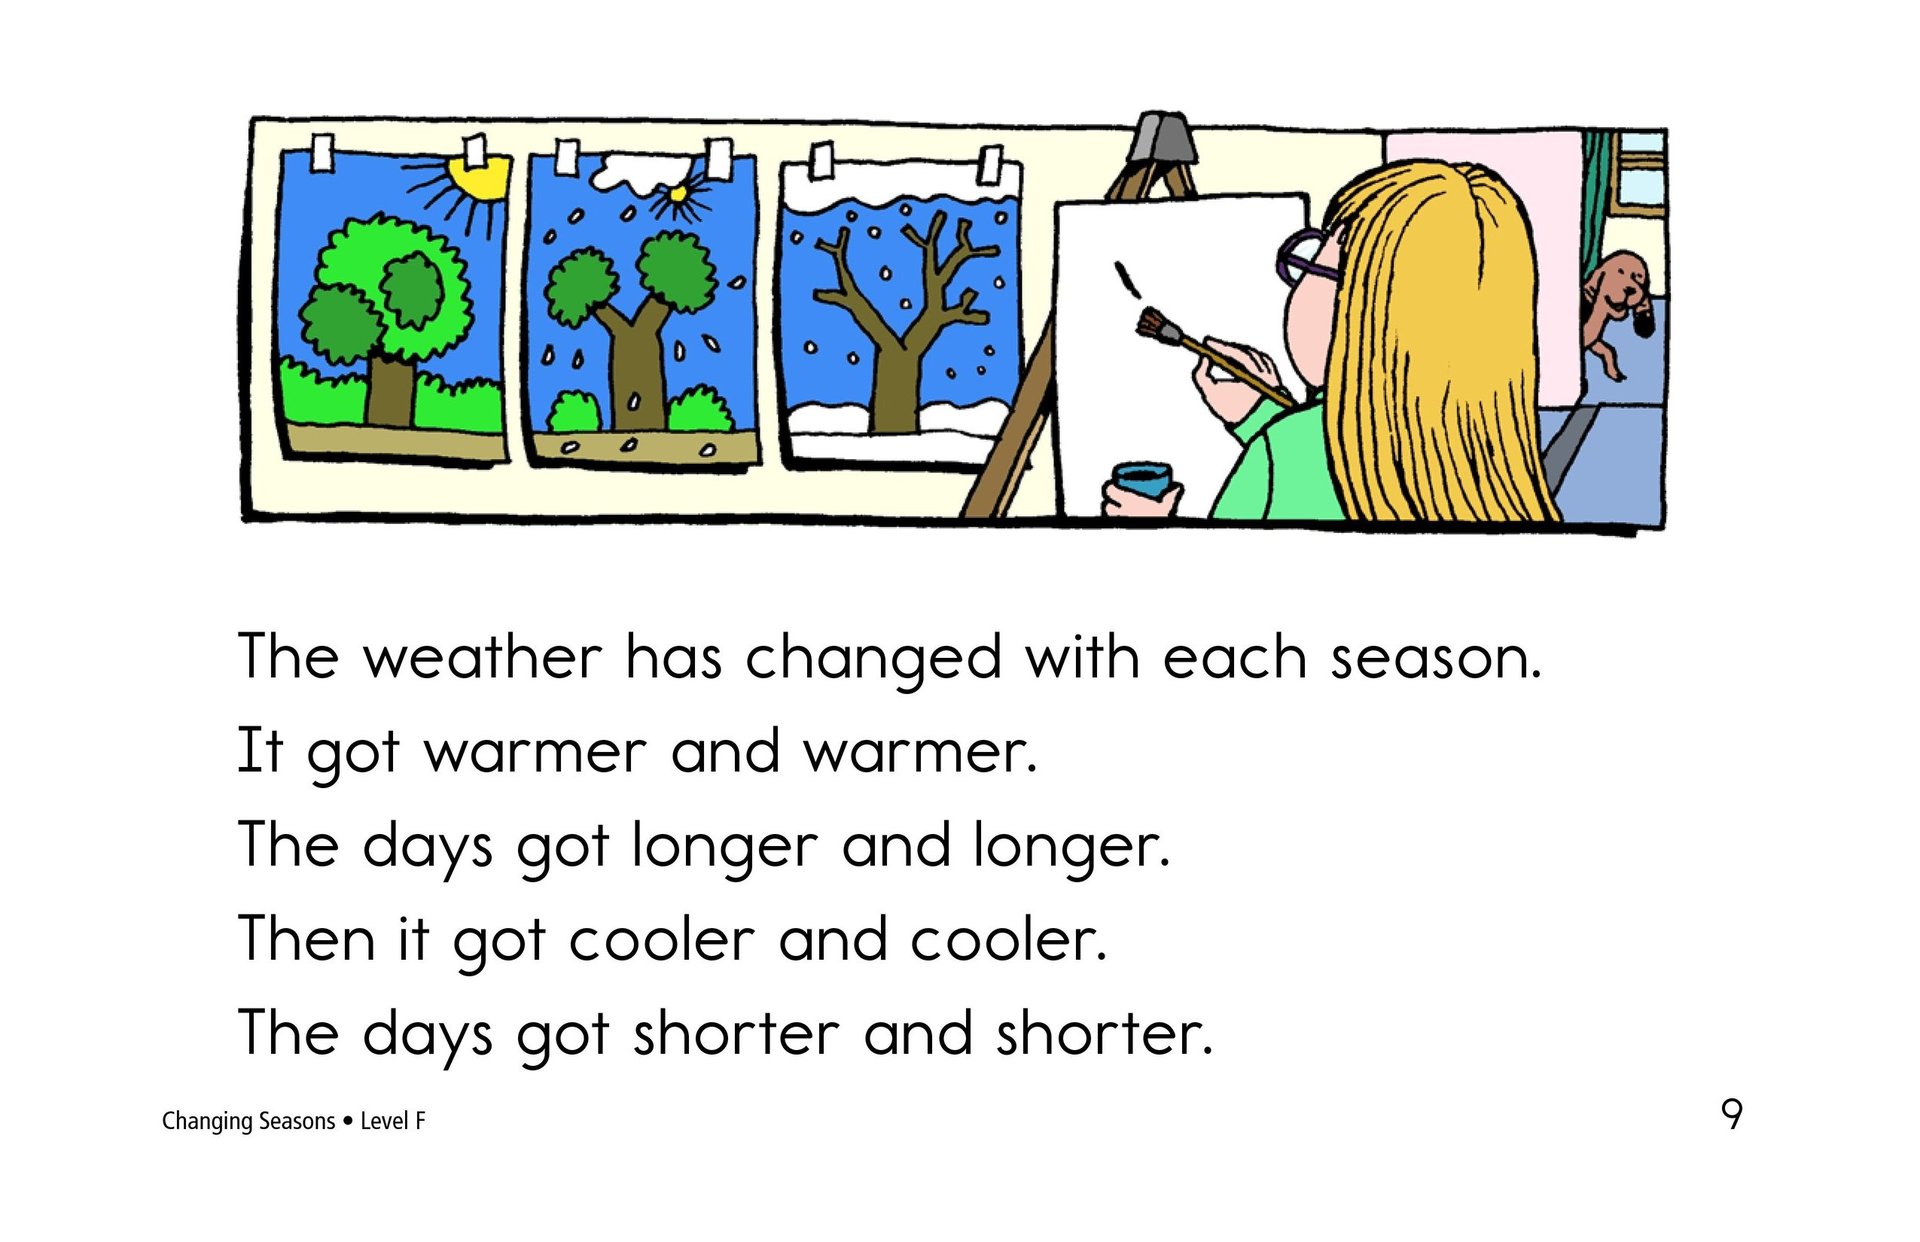 The weather has changed with each season.
It got warmer and warmer.
The days got longer and longer.
Then it got cooler and cooler.
The days got shorter and shorter.
Changing Seasons • Level F
9